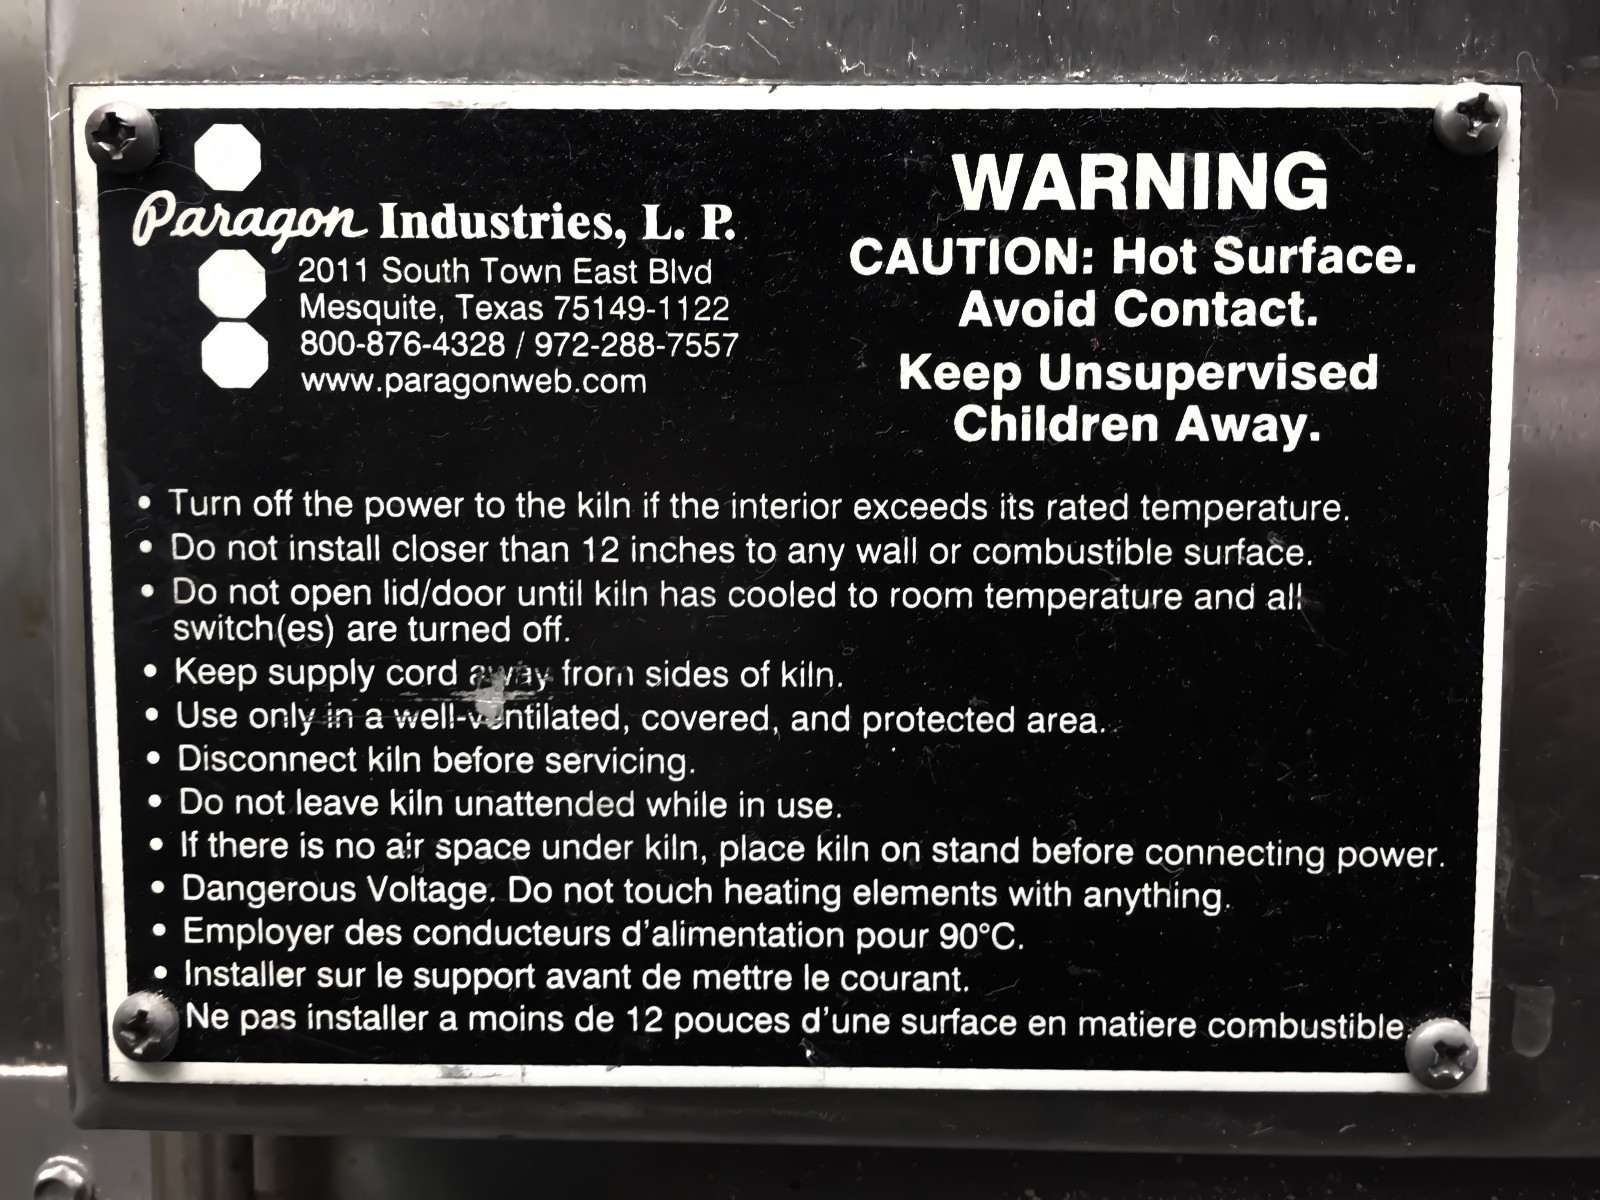 Paragon Industries, L. P.
2011 South Town East Blvd
Mesquite, Texas 75149-1122
800-876-4328 / 972-288-7557
www.paragonweb.com
WARNING
CAUTION: Hot Surface.
Avoid Contact.
Keep Unsupervised
Children Away.
• Turn off the power to the kiln if the interior exceeds its rated temperature.
• Do not install closer than 12 inches to any wall or combustible surface.
• Do not open lid/door until kiln has cooled to room temperature and all
switch(es) are turned off.
• Keep supply cord away from sides of kiln.
• Use only in a well-ventilated, covered, and protected area.
• Disconnect kiln before servicing.
• Do not leave kiln unattended while in use.
• If there is no air space under kiln, place kiln on stand before connecting power.
• Dangerous Voltage. Do not touch heating elements with anything.
• Employer des conducteurs d'alimentation pour 90°C.
• Installer sur le support avant de mettre le courant.
Ne pas installer a moins de 12 pouces d'une surface en matiere combustible.